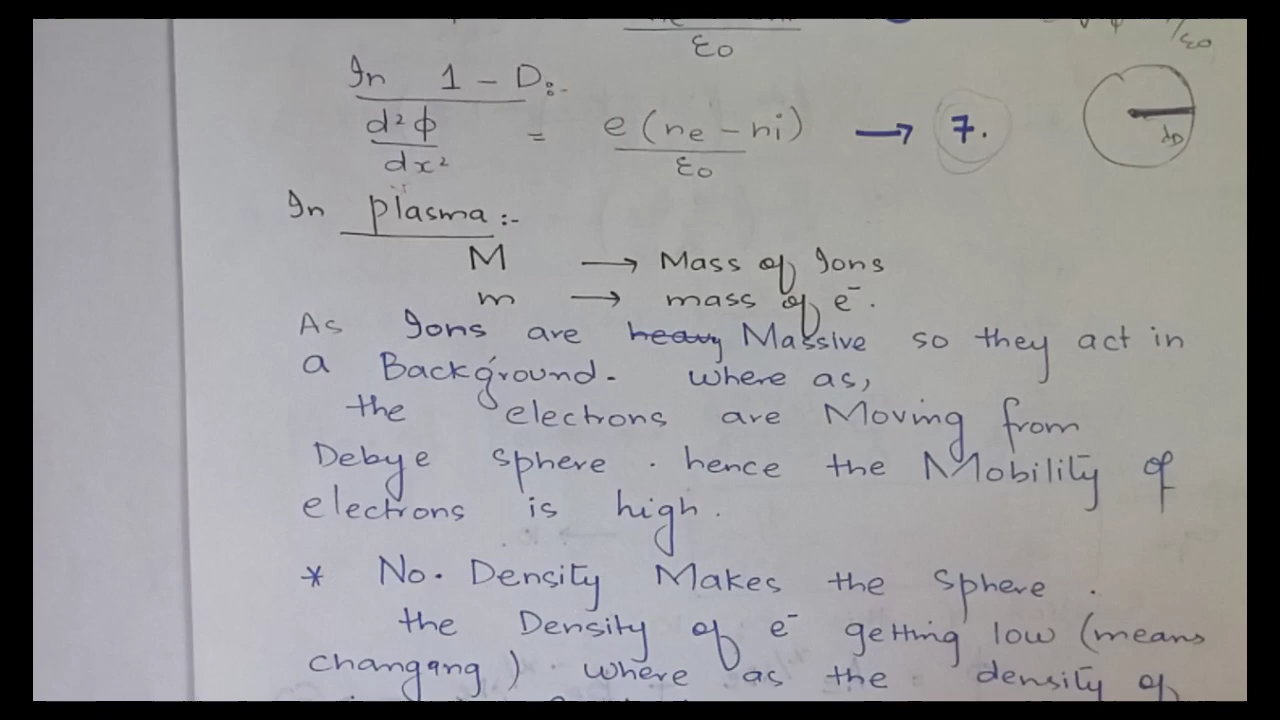 ε0
In 1-D:-
d²φ/dx² = e(ne - ni)/ε0 → 7.
λD
In plasma:-
M → Mass of Ions
m → mass of e⁻.
As Ions are heavy Massive so they act in
a Background. where as,
the electrons are Moving from
Debye sphere. hence the Mobility of
electrons is high.
* No. Density Makes the sphere.
the Density of e⁻ getting low (means
changang). where as the density of